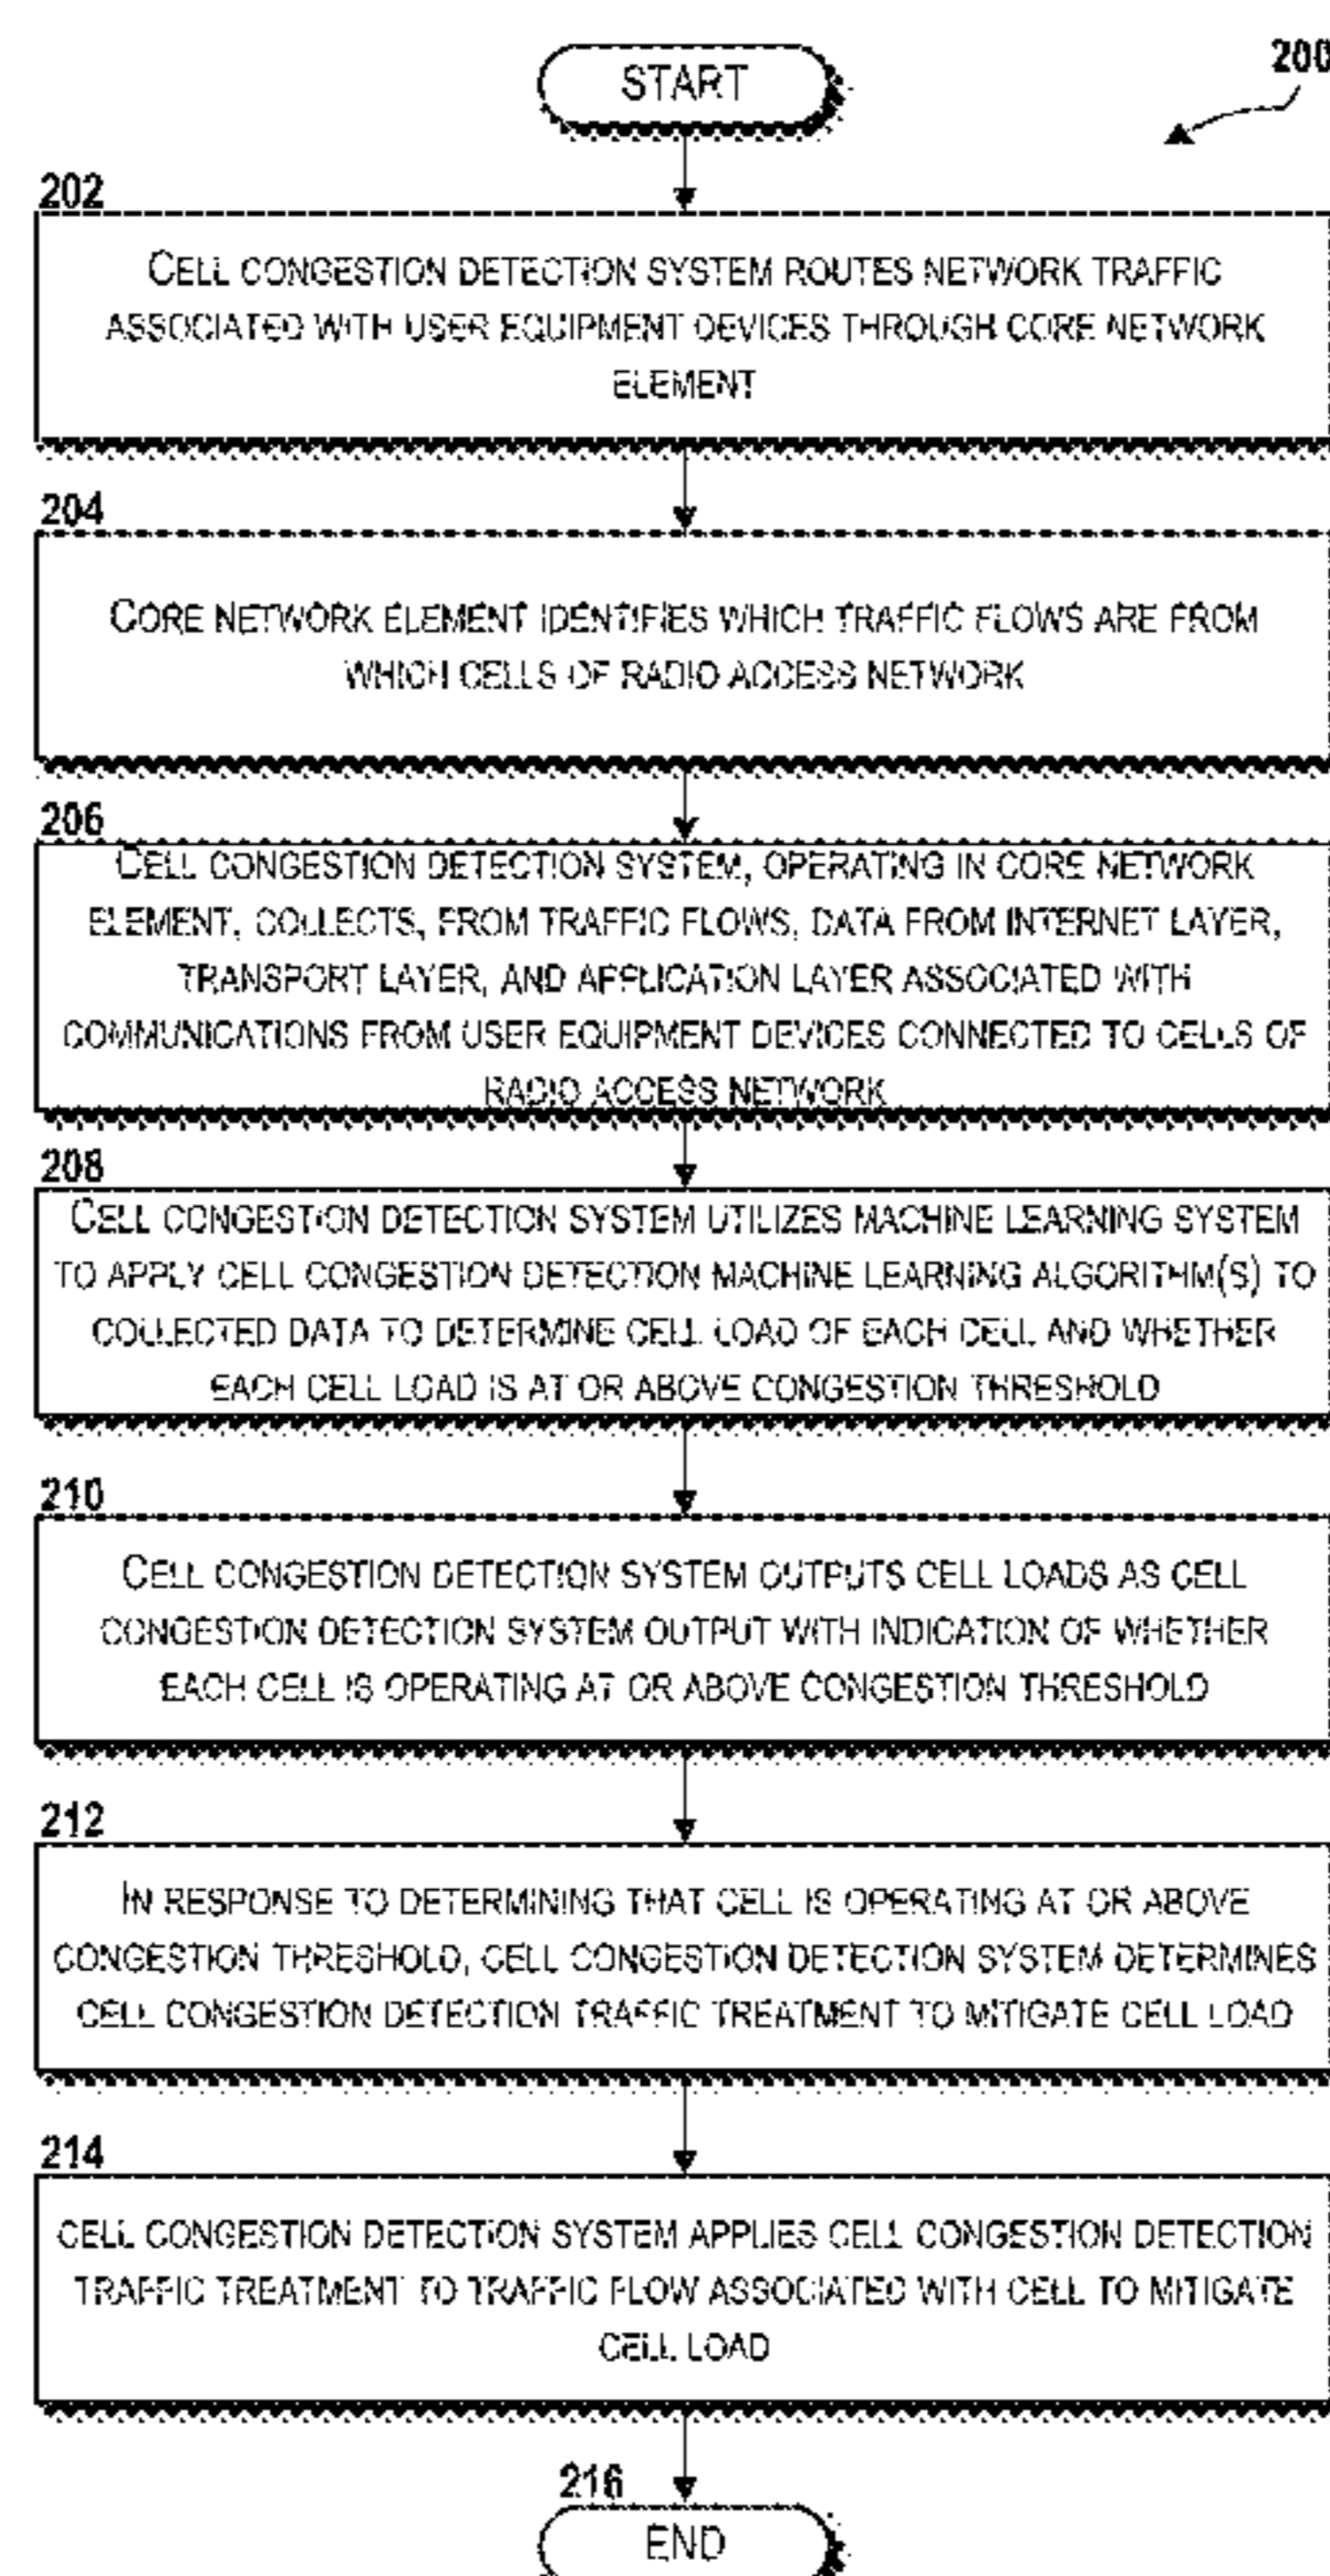 START
200
202
CELL CONGESTION DETECTION SYSTEM ROUTES NETWORK TRAFFIC
ASSOCIATED WITH USER EQUIPMENT DEVICES THROUGH CORE NETWORK
ELEMENT
204
CORE NETWORK ELEMENT IDENTIFIES WHICH TRAFFIC FLOWS ARE FROM
WHICH CELLS OF RADIO ACCESS NETWORK
206
CELL CONGESTION DETECTION SYSTEM, OPERATING IN CORE NETWORK
ELEMENT, COLLECTS, FROM TRAFFIC FLOWS, DATA FROM INTERNET LAYER,
TRANSPORT LAYER, AND APPLICATION LAYER ASSOCIATED WITH
COMMUNICATIONS FROM USER EQUIPMENT DEVICES CONNECTED TO CELLS OF
RADIO ACCESS NETWORK
208
CELL CONGESTION DETECTION SYSTEM UTILIZES MACHINE LEARNING SYSTEM
TO APPLY CELL CONGESTION DETECTION MACHINE LEARNING ALGORITHM(S) TO
COLLECTED DATA TO DETERMINE CELL LOAD OF EACH CELL AND WHETHER
EACH CELL LOAD IS AT OR ABOVE CONGESTION THRESHOLD
210
CELL CONGESTION DETECTION SYSTEM OUTPUTS CELL LOADS AS CELL
CONGESTION DETECTION SYSTEM OUTPUT WITH INDICATION OF WHETHER
EACH CELL IS OPERATING AT OR ABOVE CONGESTION THRESHOLD
212
IN RESPONSE TO DETERMINING THAT CELL IS OPERATING AT OR ABOVE
CONGESTION THRESHOLD, CELL CONGESTION DETECTION SYSTEM DETERMINES
CELL CONGESTION DETECTION TRAFFIC TREATMENT TO MITIGATE CELL LOAD
214
CELL CONGESTION DETECTION SYSTEM APPLIES CELL CONGESTION DETECTION
TRAFFIC TREATMENT TO TRAFFIC FLOW ASSOCIATED WITH CELL TO MITIGATE
CELL LOAD
216
END